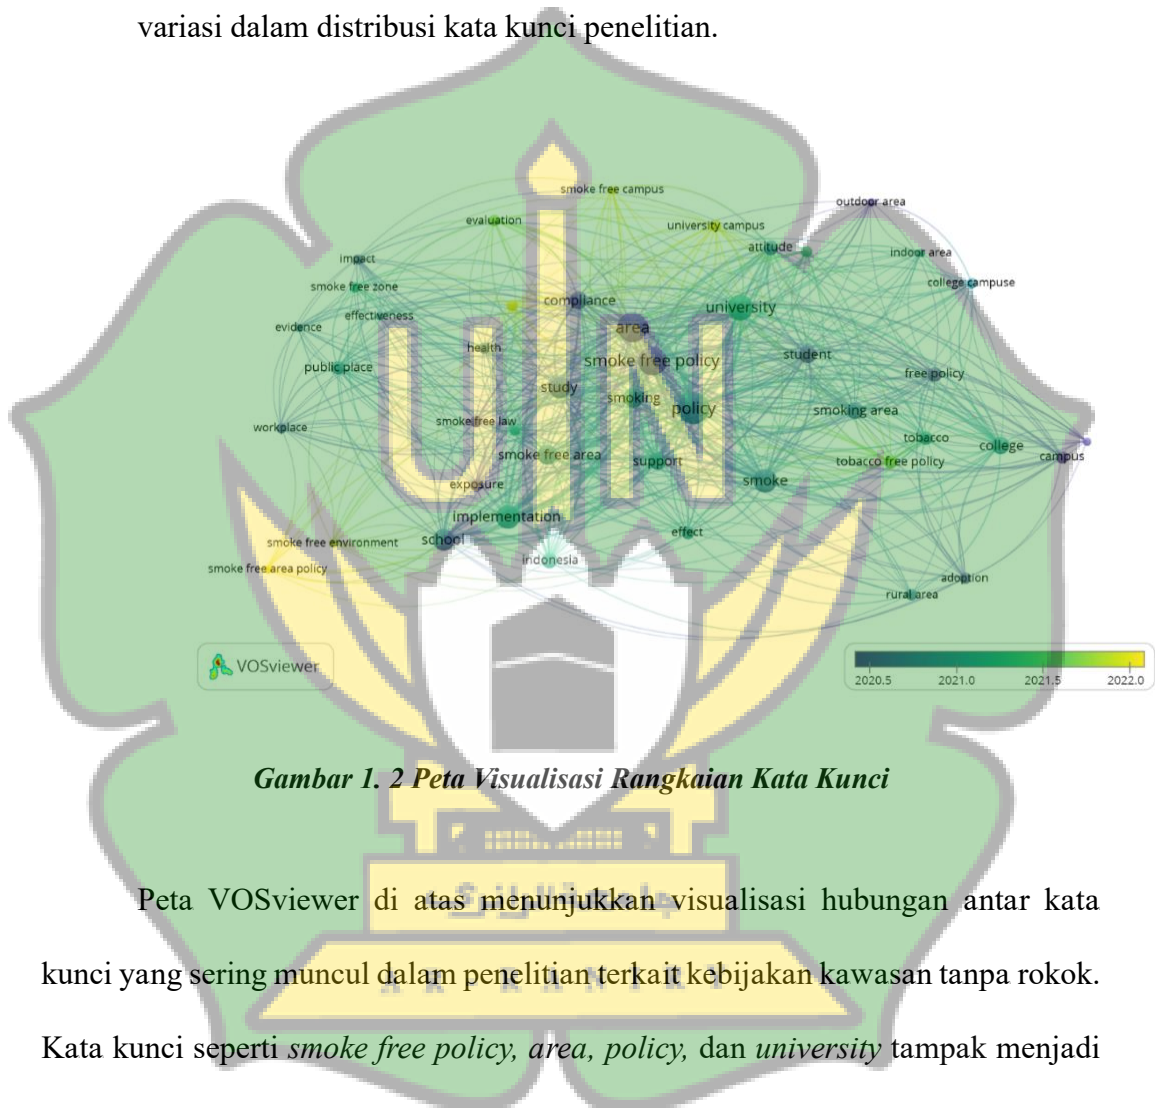 variasi dalam distribusi kata kunci penelitian.
smoke free campus
outdoor area
evaluation
university campus
attitude
indoor area
impact
college campuse
smoke free zone
compliance
university
effectiveness
evidence
area
health
student
smoke free policy
public place
free policy
study
smoking
policy
smoking area
smoke free law
workplace
tobacco
college
smoke free area
support
tobacco free policy
campus
exposure
smoke
implementation
effect
school
smoke free environment
indonesia
smoke free area policy
adoption
rural area
UIN
VOSviewer
2020.5 2021.0 2021.5 2022.0
Gambar 1. 2 Peta Visualisasi Rangkaian Kata Kunci
Peta VOSviewer di atas menunjukkan visualisasi hubungan antar kata
جامعة الرانري
kunci yang sering muncul dalam penelitian terkait kebijakan kawasan tanpa rokok.
AR-RANIRY
Kata kunci seperti smoke free policy, area, policy, dan university tampak menjadi